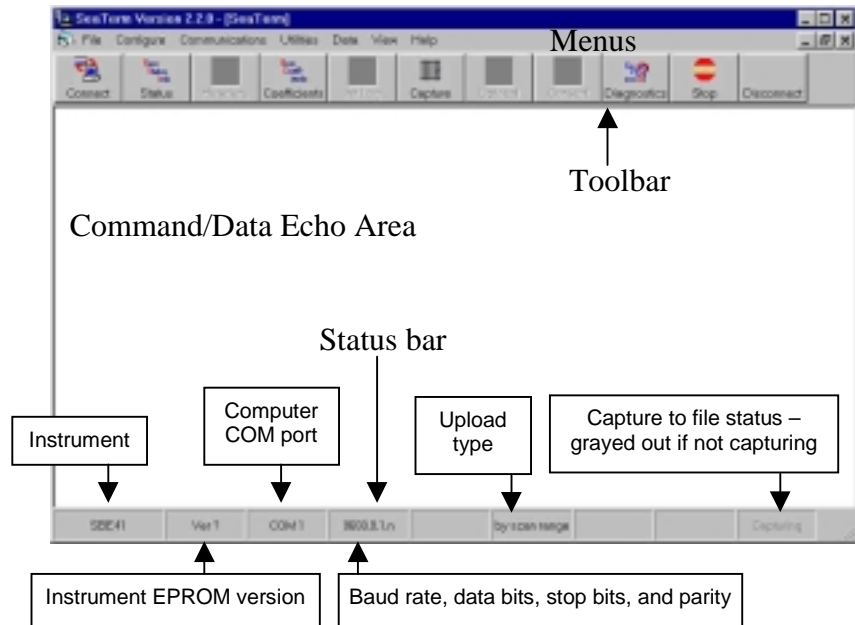 SeaTerm Version 2.2.0 - [SeaTerm]
File Configure Communications Utilities Data View Help
Menus
Connect Status Coefficients Capture Diagnostics Stop Disconnect
Toolbar
Command/Data Echo Area
Status bar
Instrument
Computer
COM port
Upload
type
Capture to file status –
grayed out if not capturing
SBE41 Ver 1 COM1 9600,8,1,n by scan range Capturing
Instrument EPROM version
Baud rate, data bits, stop bits, and parity